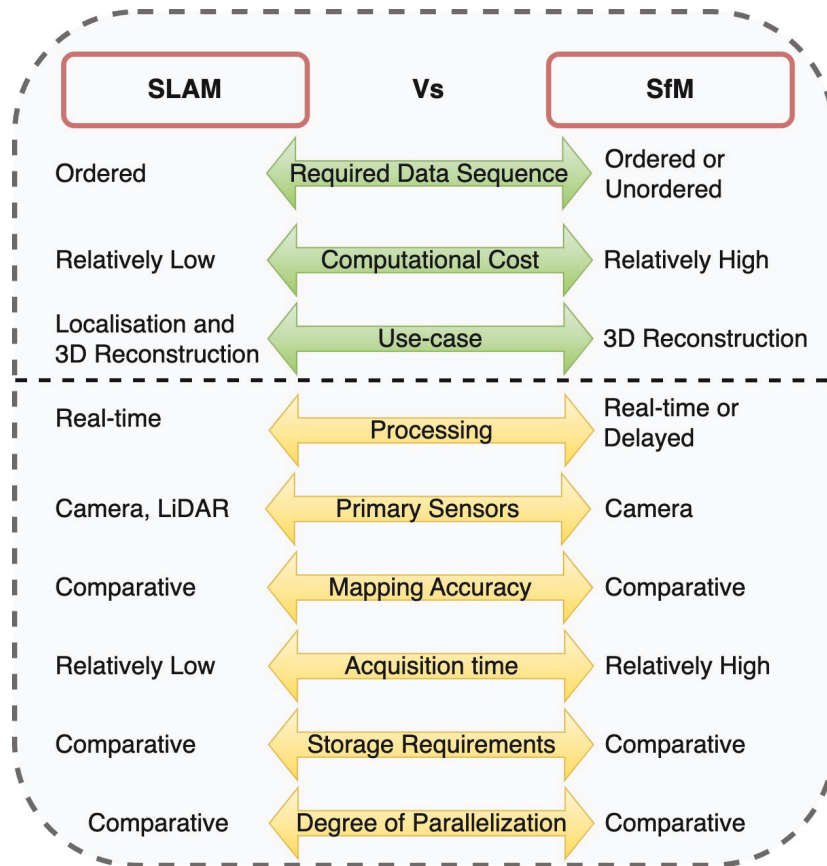 SLAM Vs SfM
Ordered Required Data Sequence Ordered or
Unordered
Relatively Low Computational Cost Relatively High
Localisation and
3D Reconstruction Use-case 3D Reconstruction
Real-time Processing Real-time or
Delayed
Camera, LiDAR Primary Sensors Camera
Comparative Mapping Accuracy Comparative
Relatively Low Acquisition time Relatively High
Comparative Storage Requirements Comparative
Comparative Degree of Parallelization Comparative